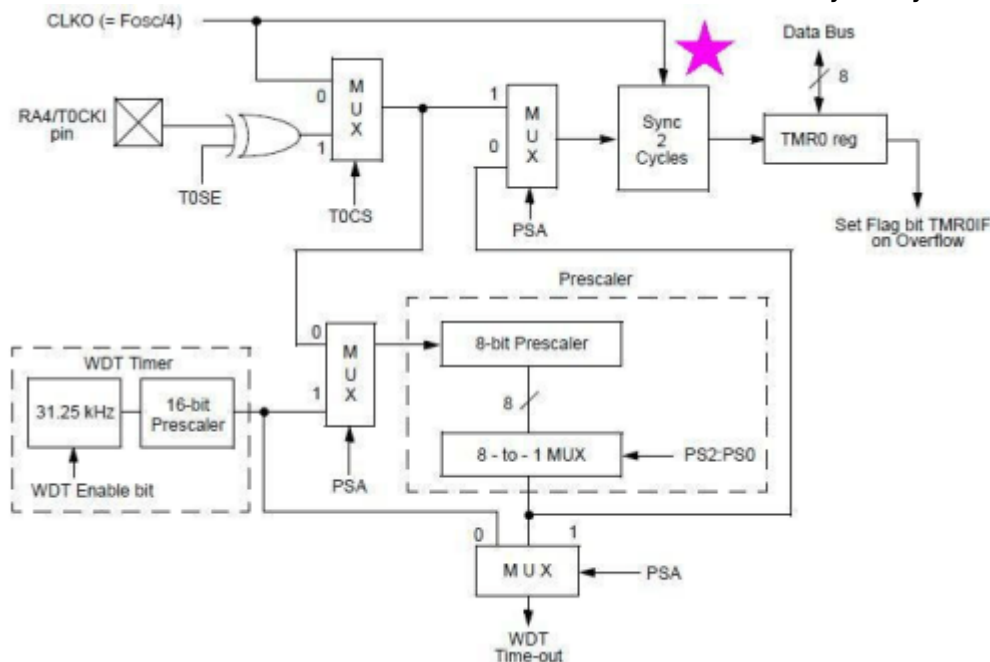 CLKO (= Fosc/4)
Data Bus
8
MUX
0
1
RA4/T0CKI
pin
T0SE
T0CS
1
0
MUX
PSA
Sync
2
Cycles
TMR0 reg
Set Flag bit TMR0IF
on Overflow
Prescaler
8-bit Prescaler
8
8 - to - 1 MUX
PS2:PS0
0
1
MUX
PSA
WDT Timer
31.25 kHz
16-bit
Prescaler
WDT Enable bit
0
1
MUX
PSA
WDT
Time-out